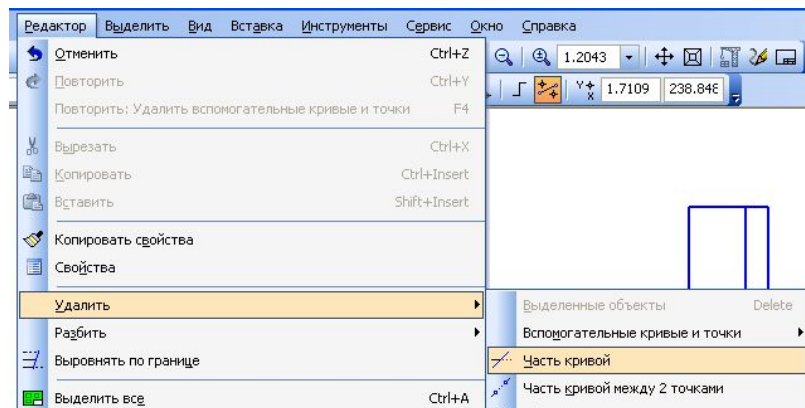 Редактор Выделить Вид Вставка Инструменты Сервис Окно Справка
Отменить Ctrl+Z
1.2043
Повторить Ctrl+Y
Повторить: Удалить вспомогательные кривые и точки F4
1.7109 238.848
Вырезать Ctrl+X
Копировать Ctrl+Insert
Вставить Shift+Insert
Копировать свойства
Свойства
Удалить
Выделенные объекты Delete
Разбить
Вспомогательные кривые и точки
Выровнять по границе
Часть кривой
Выделить все Ctrl+A
Часть кривой между 2 точками